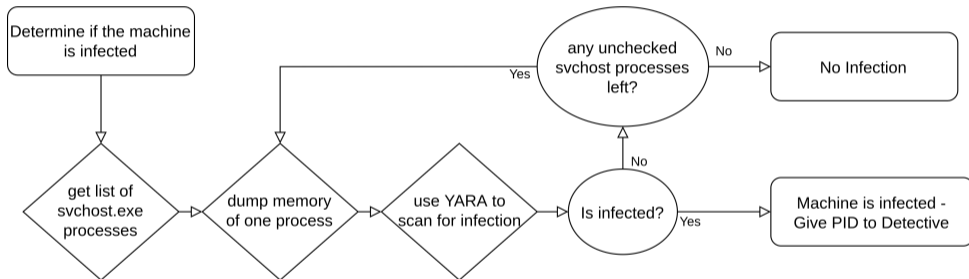 Determine if the machine
is infected
any unchecked
svchost processes
left?
No
No Infection
Yes
get list of
svchost.exe
processes
dump memory
of one process
use YARA to
scan for infection
No
Is infected?
Yes
Machine is infected -
Give PID to Detective